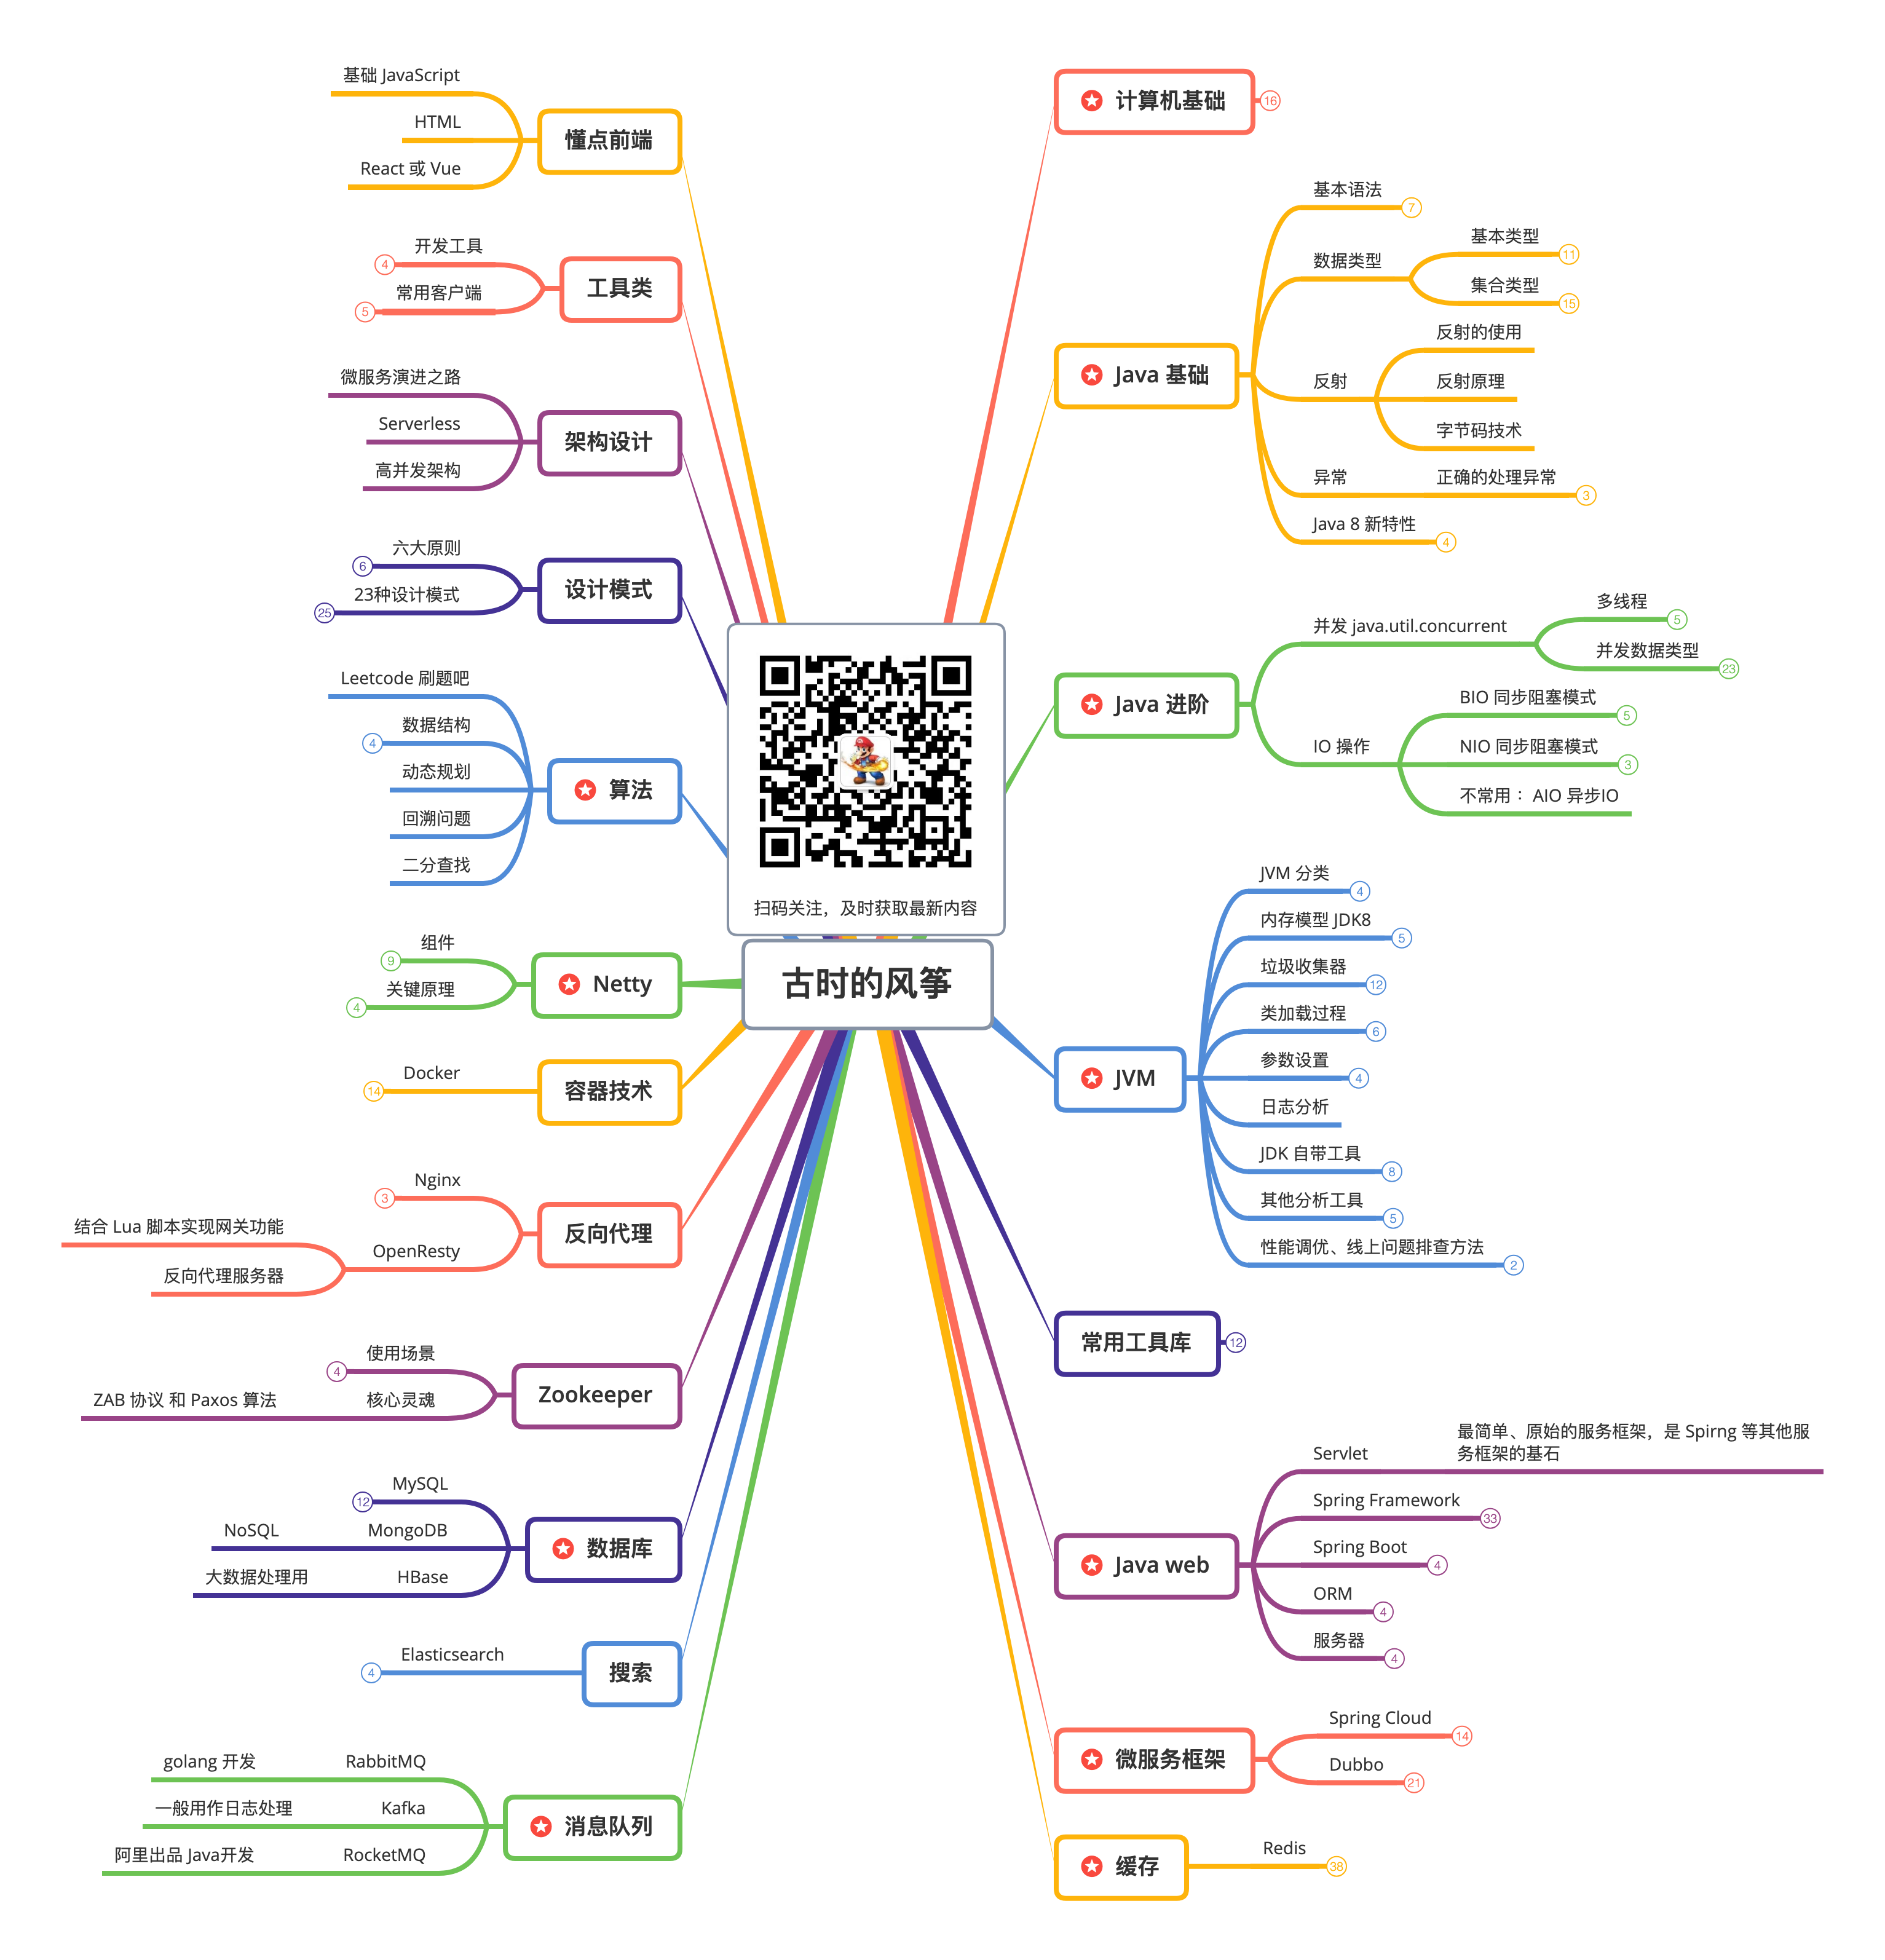 古时的风筝
扫码关注，及时获取最新内容
计算机基础
16
Java 基础
基本语法
7
数据类型
基本类型
11
集合类型
15
反射
反射的使用
反射原理
字节码技术
异常
正确的处理异常
3
Java 8 新特性
4
Java 进阶
并发 java.util.concurrent
多线程
5
并发数据类型
23
IO 操作
BIO 同步阻塞模式
5
NIO 同步阻塞模式
3
不常用： AIO 异步IO
JVM
JVM 分类
4
内存模型 JDK8
5
垃圾收集器
12
类加载过程
6
参数设置
4
日志分析
JDK 自带工具
8
其他分析工具
5
性能调优、线上问题排查方法
2
常用工具库
12
Java web
Servlet
最简单、原始的服务框架，是 Spirng 等其他服
务框架的基石
Spring Framework
33
Spring Boot
4
ORM
4
服务器
4
微服务框架
Spring Cloud
14
Dubbo
21
缓存
Redis
38
懂点前端
基础 JavaScript
HTML
React 或 Vue
工具类
开发工具
4
常用客户端
5
架构设计
微服务演进之路
Serverless
高并发架构
设计模式
六大原则
6
23种设计模式
25
算法
Leetcode 刷题吧
数据结构
4
动态规划
回溯问题
二分查找
Netty
组件
9
关键原理
4
容器技术
Docker
14
反向代理
Nginx
3
OpenResty
结合 Lua 脚本实现网关功能
反向代理服务器
Zookeeper
使用场景
4
核心灵魂
ZAB 协议 和 Paxos 算法
数据库
MySQL
12
MongoDB
NoSQL
HBase
大数据处理用
搜索
Elasticsearch
4
消息队列
RabbitMQ
golang 开发
Kafka
一般用作日志处理
RocketMQ
阿里出品 Java开发